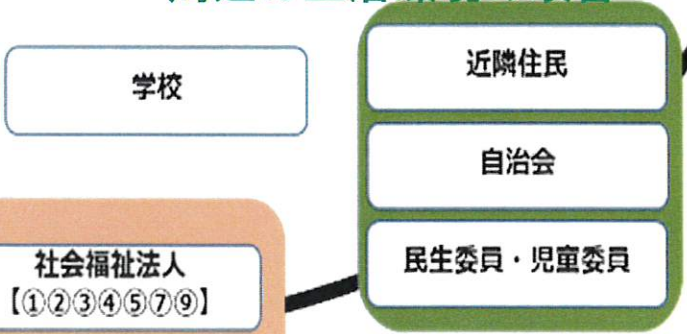 学校
近隣住民
自治会
民生委員・児童委員
社会福祉法人
【①②③④⑤⑦⑨】